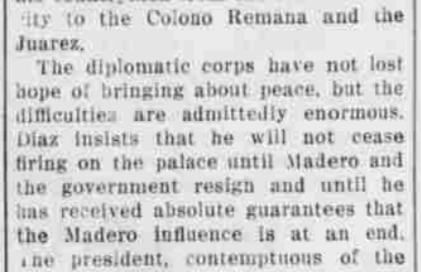 ity to the Colono Remana and the
Juarez.
The diplomatic corps have not lost
hope of bringing about peace, but the
difficulties are admittedly enormous.
Diaz insists that he will not cease
firing on the palace until Madero and
the government resign and until he
has received absolute guarantees that
the Madero influence is at an end.
The president, contemptuous of the